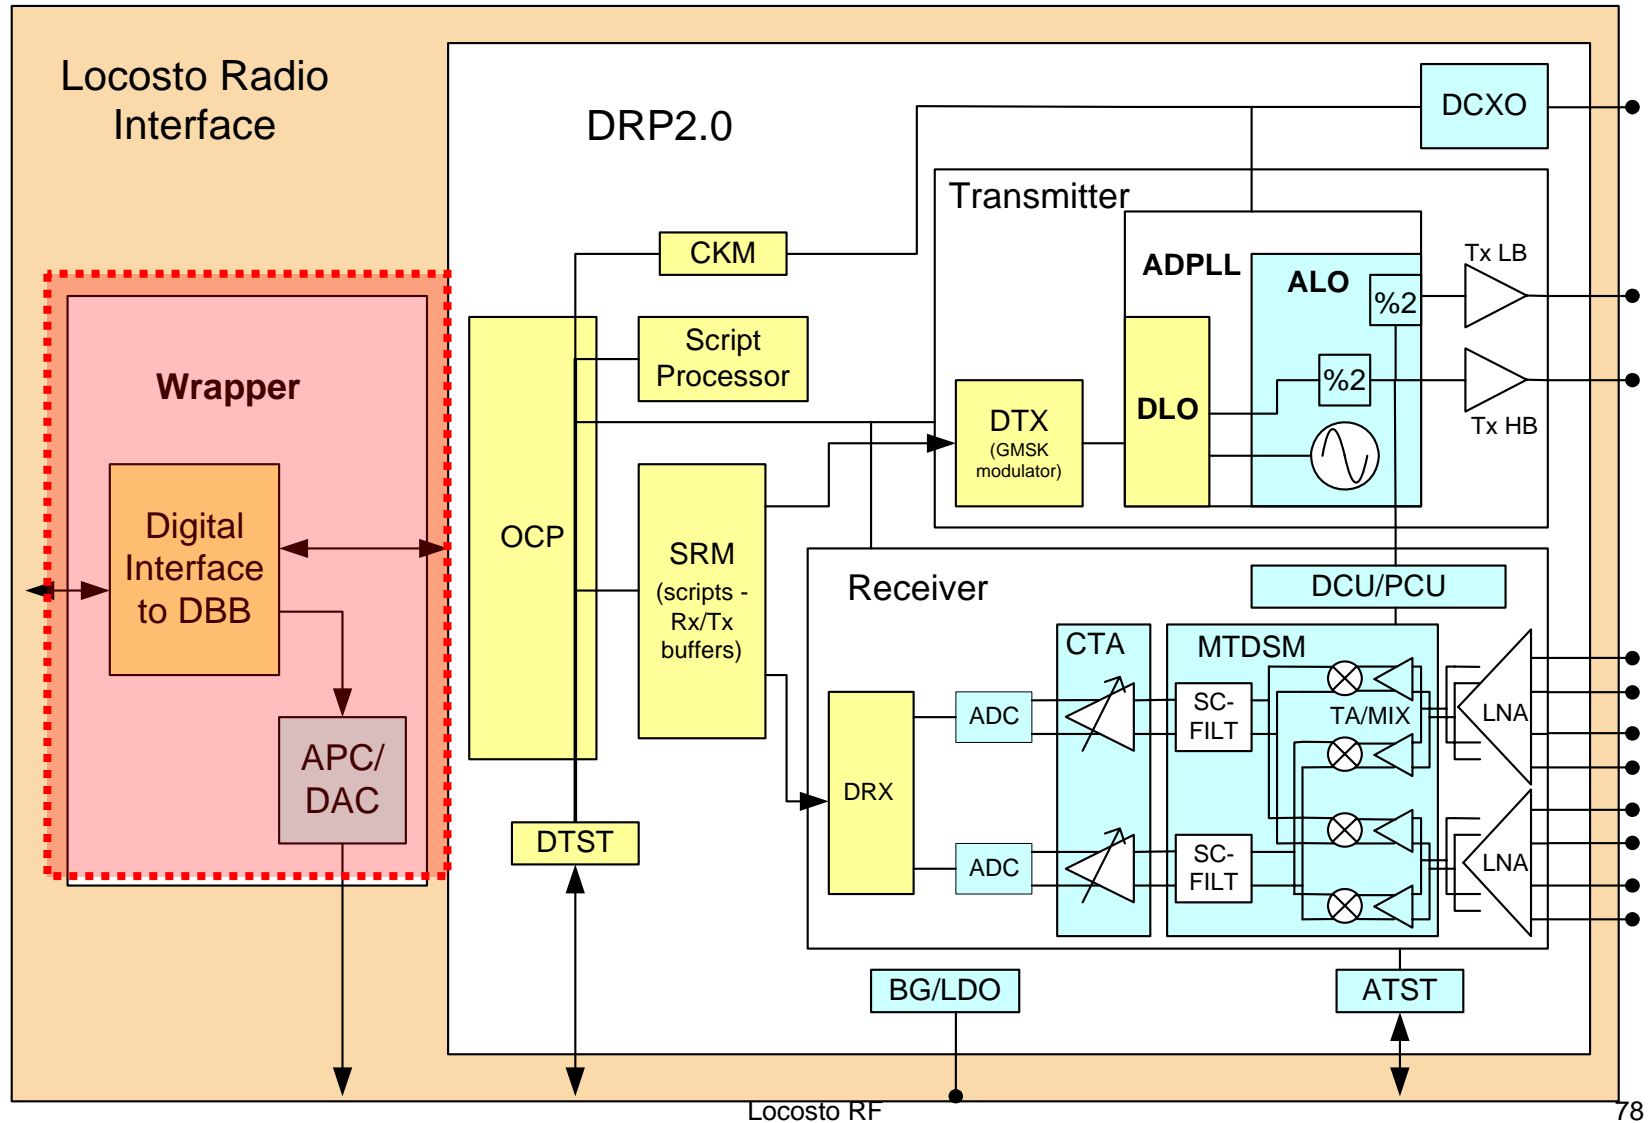 Locosto Radio
Interface
DRP2.0
DCXO
Transmitter
CKM
ADPLL
ALO
%2
Tx LB
Script
Processor
Wrapper
%2
DLO
Tx HB
DTX
(GMSK
modulator)
OCP
Digital
Interface
to DBB
SRM
(scripts -
Rx/Tx
buffers)
Receiver
DCU/PCU
CTA
MTDSM
ADC
SC-
FILT
TA/MIX
LNA
APC/
DAC
DRX
DTST
ADC
SC-
FILT
LNA
BG/LDO
ATST
Locosto RF
78